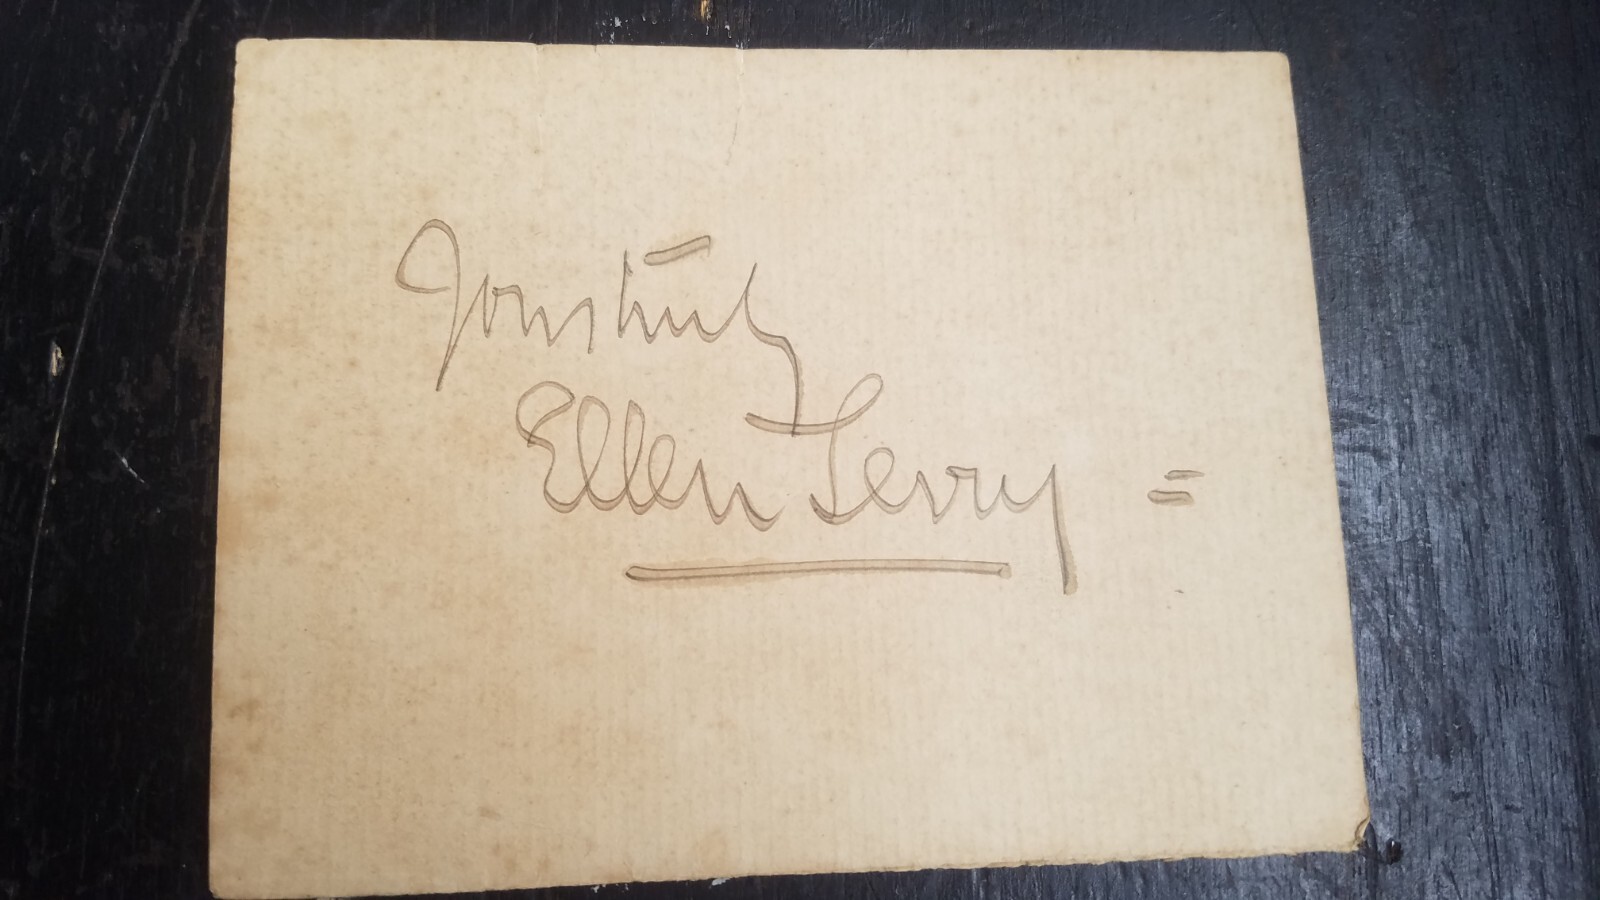 Yours truly
Ellen Terry =